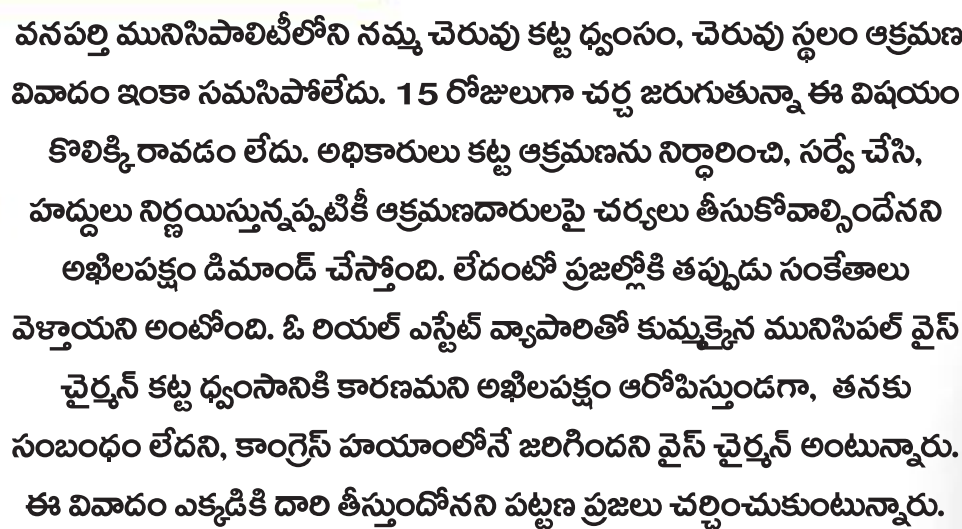 వనపర్తి మునిసిపాలిటీలోని నమ్మ చెరువు కట్ట ధ్వంసం, చెరువు స్థలం ఆక్రమణ
వివాదం ఇంకా సమసిపోలేదు. 15 రోజులుగా చర్చ జరుగుతున్నా ఈ విషయం
కొలిక్కి రావడం లేదు. అధికారులు కట్ట ఆక్రమణను నిర్ధారించి, సర్వే చేసి,
హద్దులు నిర్ణయిస్తున్నప్పటికీ ఆక్రమణదారులపై చర్యలు తీసుకోవాల్సిందేనని
అఖిలపక్షం డిమాండ్ చేస్తోంది. లేదంటో ప్రజల్లోకి తప్పుడు సంకేతాలు
వెళ్తాయని అంటోంది. ఓ రియల్ ఎస్టేట్ వ్యాపారితో కుమ్మక్కైన మునిసిపల్ వైస్
చైర్మన్ కట్ట ధ్వంసానికి కారణమని అఖిలపక్షం ఆరోపిస్తుండగా, తనకు
సంబంధం లేదని, కాంగ్రెస్ హయాంలోనే జరిగిందని వైస్ చైర్మన్ అంటున్నారు.
ఈ వివాదం ఎక్కడికి దారి తీస్తుందోనని పట్టణ ప్రజలు చర్చించుకుంటున్నారు.